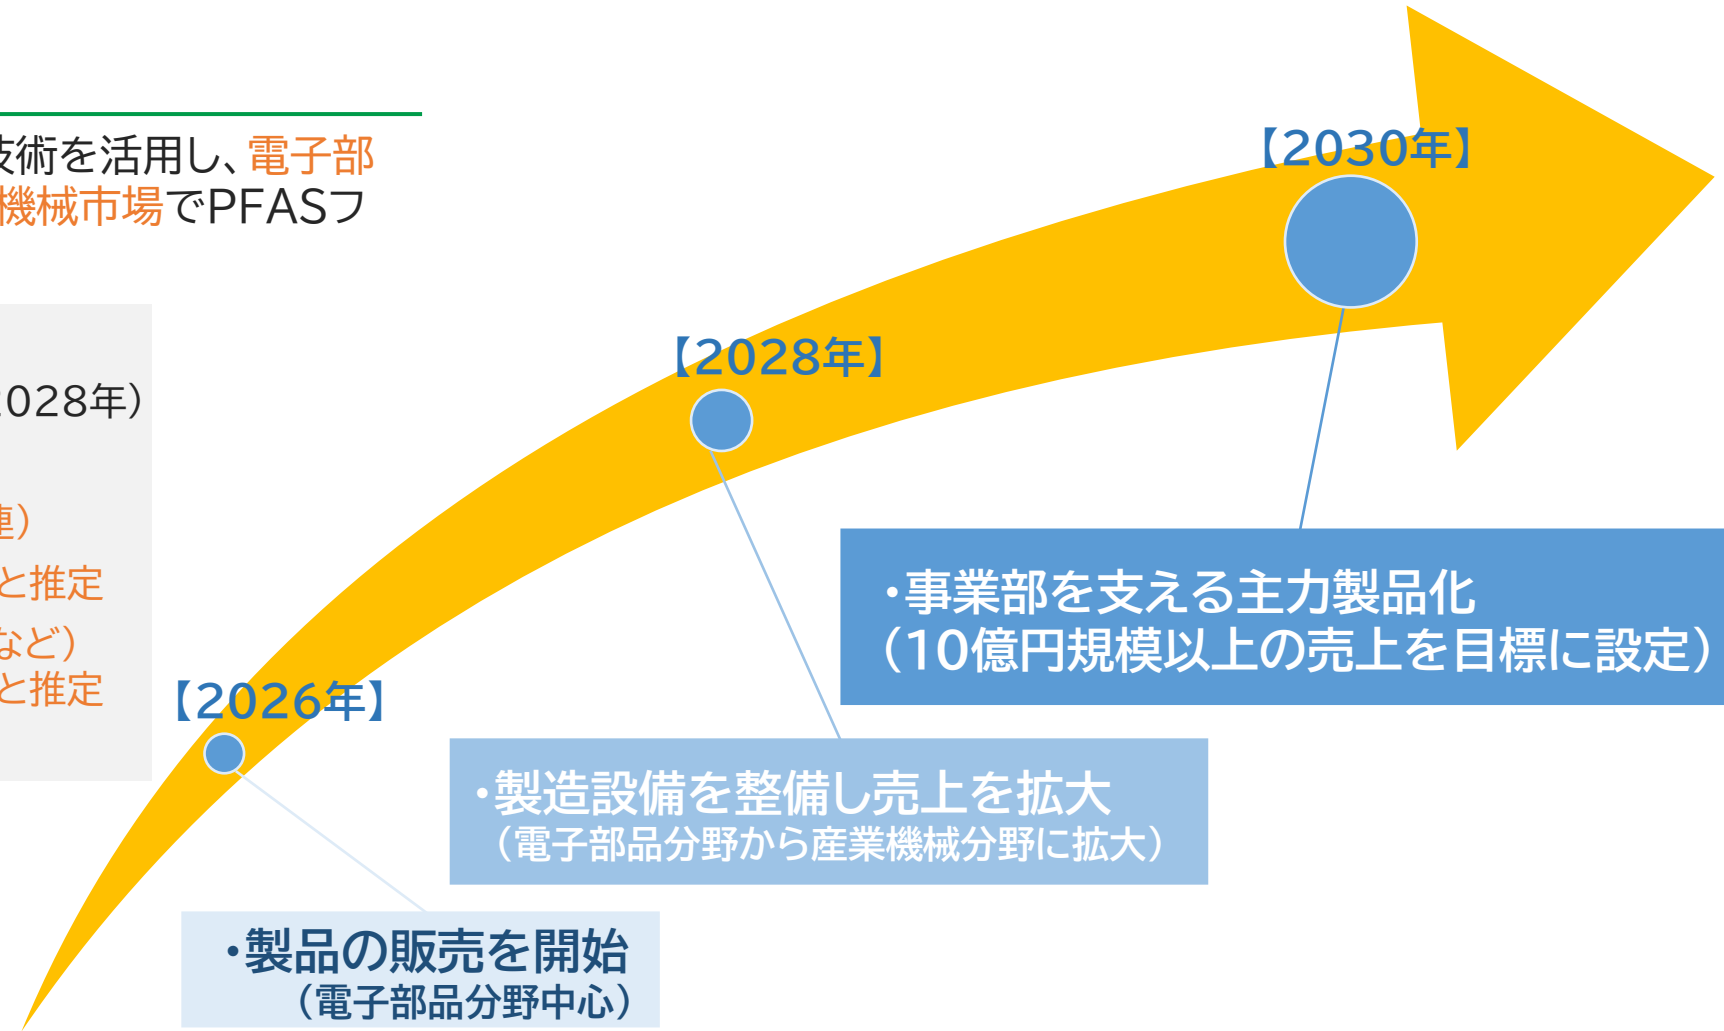 技術を活用し、電子部
機械市場でPFASフ
2028年）
連）
と推定
など）
と推定
【2030年】
【2028年】
【2026年】
・事業部を支える主力製品化
（10億円規模以上の売上を目標に設定）
・製造設備を整備し売上を拡大
（電子部品分野から産業機械分野に拡大）
・製品の販売を開始
（電子部品分野中心）